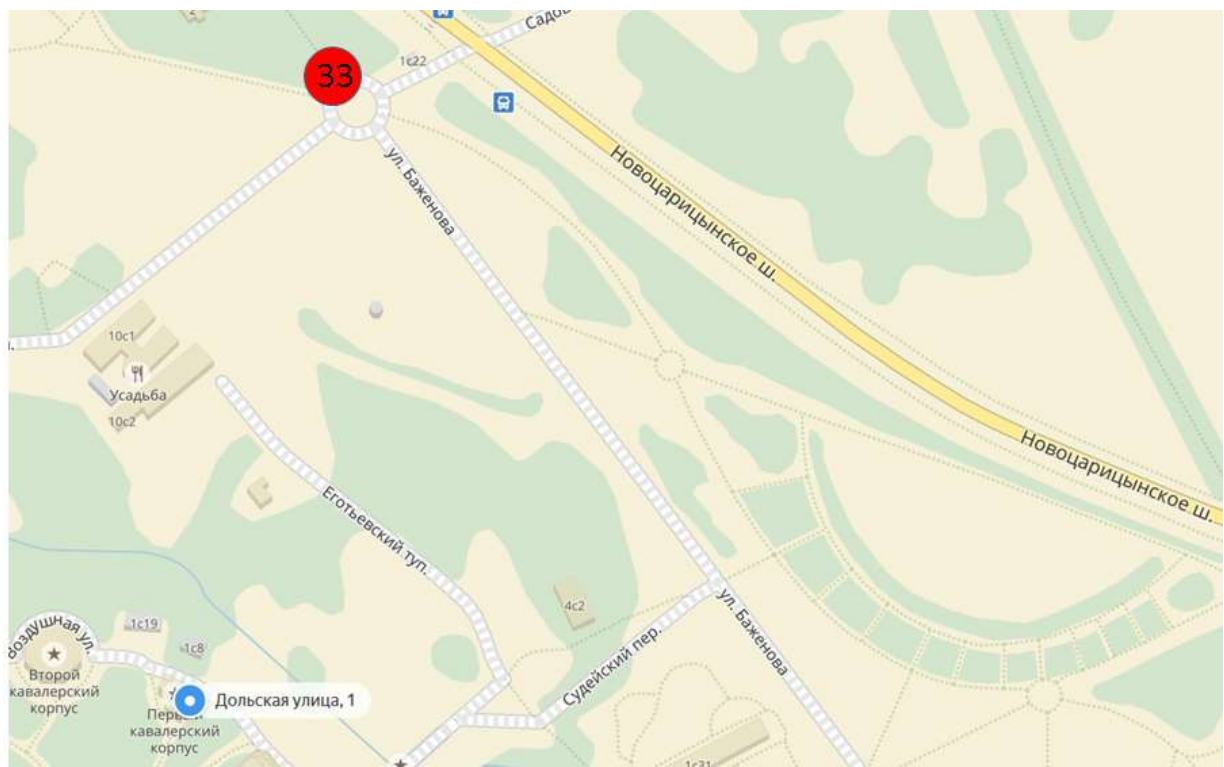 2
Садов
1с22
33
ул. Баженова
Новоцарицынское ш.
10с1
Усадьба
10с2
Новоцарицынское ш.
Еготьевский туп.
4с2
ул. Баженова
Судейский пер.
1с19
Воздушная ул.
1с8
Второй
кавалерский
корпус
Дольская улица, 1
кавалерский
корпус
1с31